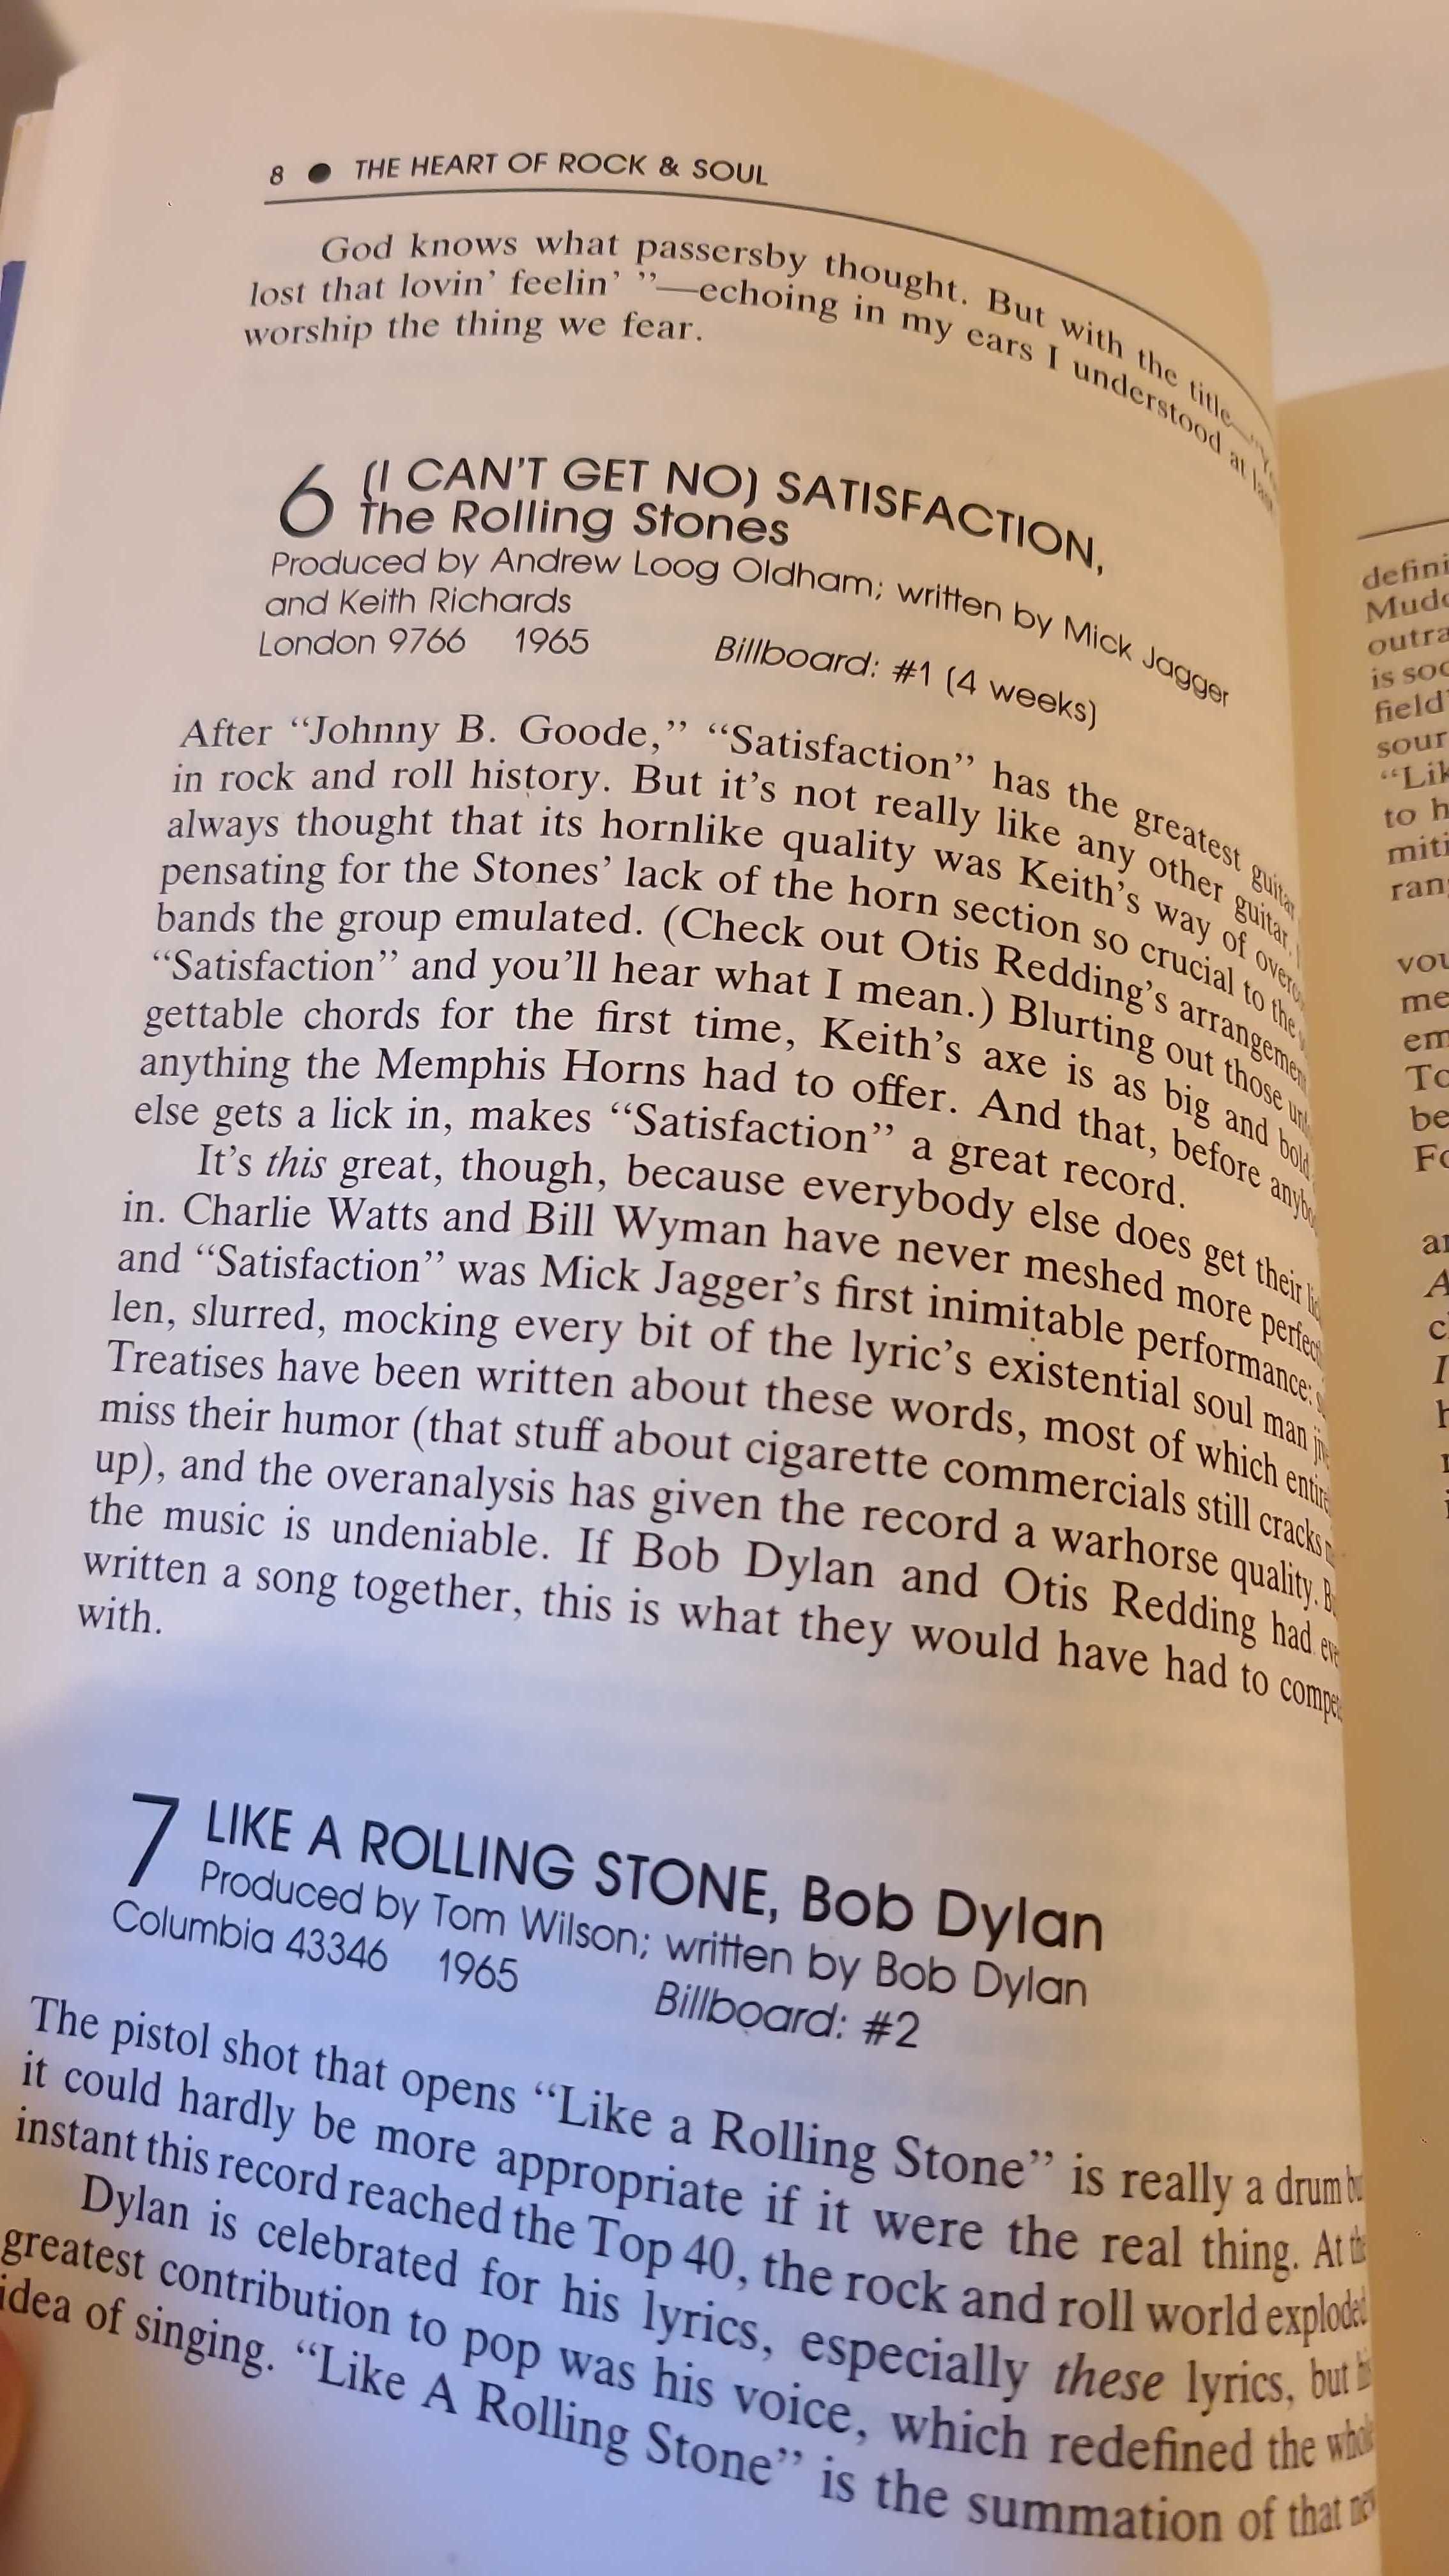 8 ● THE HEART OF ROCK & SOUL
God knows what passersby thought. But with the title—“
lost that lovin’ feelin’ ”—echoing in my ears I understood at
worship the thing we fear.
6 (I CAN’T GET NO) SATISFACTION,
The Rolling Stones
Produced by Andrew Loog Oldham; written by Mick Jagger
and Keith Richards
London 9766 1965 Billboard: #1 (4 weeks)
After “Johnny B. Goode,” “Satisfaction” has the greatest guitar
in rock and roll history. But it’s not really like any other guitar.
always thought that its hornlike quality was Keith’s way of
pensating for the Stones’ lack of the horn section so crucial to the
bands the group emulated. (Check out Otis Redding’s arrangement
“Satisfaction” and you’ll hear what I mean.) Blurting out those
gettable chords for the first time, Keith’s axe is as big and bold
anything the Memphis Horns had to offer. And that, before
else gets a lick in, makes “Satisfaction” a great record.
It’s this great, though, because everybody else does get their
in. Charlie Watts and Bill Wyman have never meshed more
and “Satisfaction” was Mick Jagger’s first inimitable performance:
len, slurred, mocking every bit of the lyric’s existential soul man
Treatises have been written about these words, most of which
miss their humor (that stuff about cigarette commercials still cracks
up), and the overanalysis has given the record a warhorse quality.
the music is undeniable. If Bob Dylan and Otis Redding had
written a song together, this is what they would have had to
with.
7 LIKE A ROLLING STONE, Bob Dylan
Produced by Tom Wilson; written by Bob Dylan
Columbia 43346 1965 Billboard: #2
The pistol shot that opens “Like a Rolling Stone” is really a drum
it could hardly be more appropriate if it were the real thing. At
instant this record reached the Top 40, the rock and roll world exploded
Dylan is celebrated for his lyrics, especially these lyrics, but
greatest contribution to pop was his voice, which redefined the
idea of singing. “Like A Rolling Stone” is the summation of that
is
field
to
vou
me
be